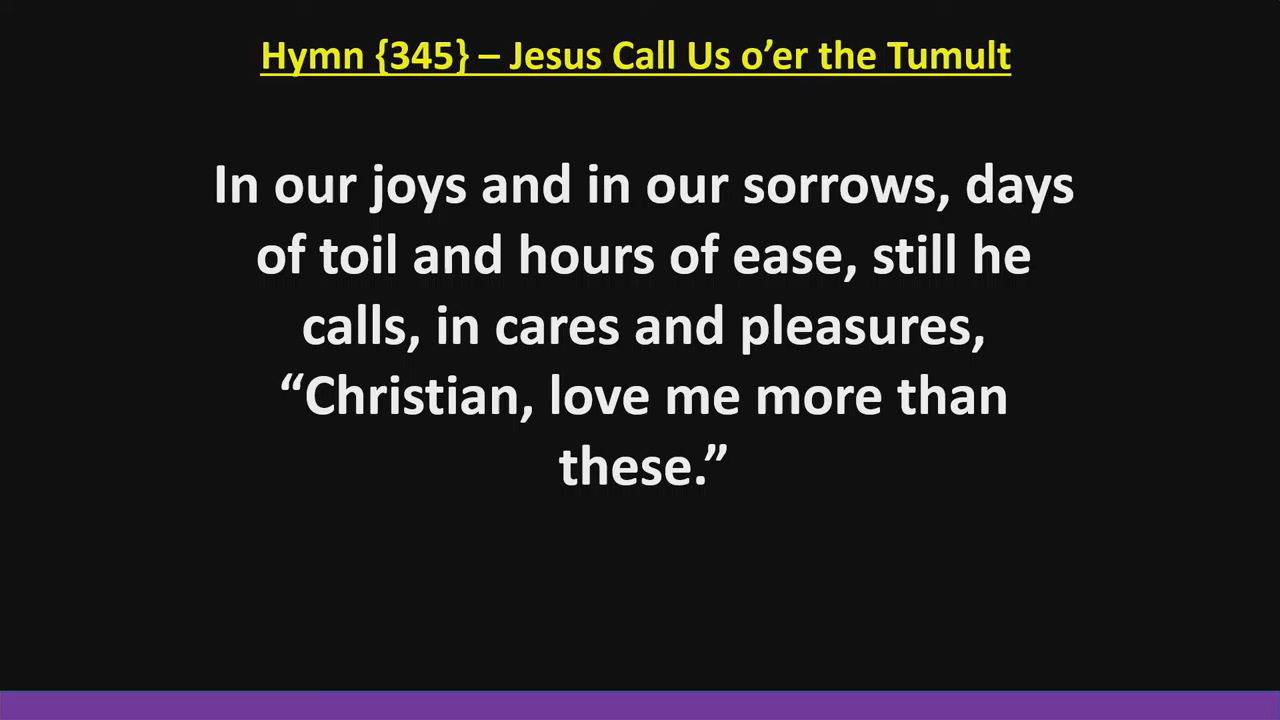 Hymn {345} – Jesus Call Us o’er the Tumult
In our joys and in our sorrows, days
of toil and hours of ease, still he
calls, in cares and pleasures,
“Christian, love me more than
these.”